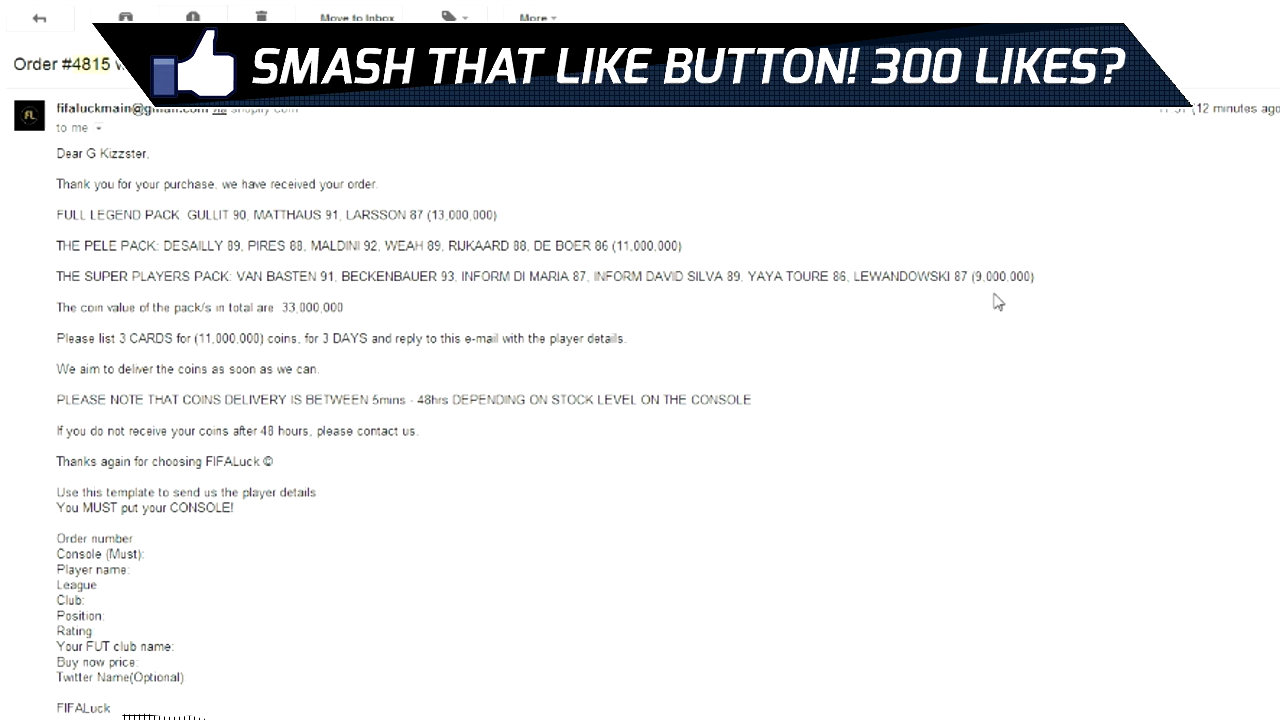 Move to Inbox
More
SMASH THAT LIKE BUTTON! 300 LIKES?
Order #4815
fifaluckmain@gmail.com via shopify.com
(12 minutes ago
to me
FL
Dear G Kizzster,
Thank you for your purchase, we have received your order.
FULL LEGEND PACK GULLIT 90, MATTHAUS 91, LARSSON 87 (13,000,000)
THE PELE PACK: DESAILLY 89, PIRES 88, MALDINI 92, WEAH 89, RIJKAARD 88, DE BOER 86 (11,000,000)
THE SUPER PLAYERS PACK: VAN BASTEN 91, BECKENBAUER 93, INFORM DI MARIA 87, INFORM DAVID SILVA 89, YAYA TOURE 86, LEWANDOWSKI 87 (9,000,000)
The coin value of the pack/s in total are 33,000,000
Please list 3 CARDS for (11,000,000) coins, for 3 DAYS and reply to this e-mail with the player details.
We aim to deliver the coins as soon as we can.
PLEASE NOTE THAT COINS DELIVERY IS BETWEEN 5mins - 48hrs DEPENDING ON STOCK LEVEL ON THE CONSOLE
If you do not receive your coins after 48 hours, please contact us.
Thanks again for choosing FIFALuck ©
Use this template to send us the player details
You MUST put your CONSOLE!
Order number
Console (Must):
Player name:
League
Club:
Position:
Rating
Your FUT club name:
Buy now price:
Twitter Name(Optional)
FIFALuck